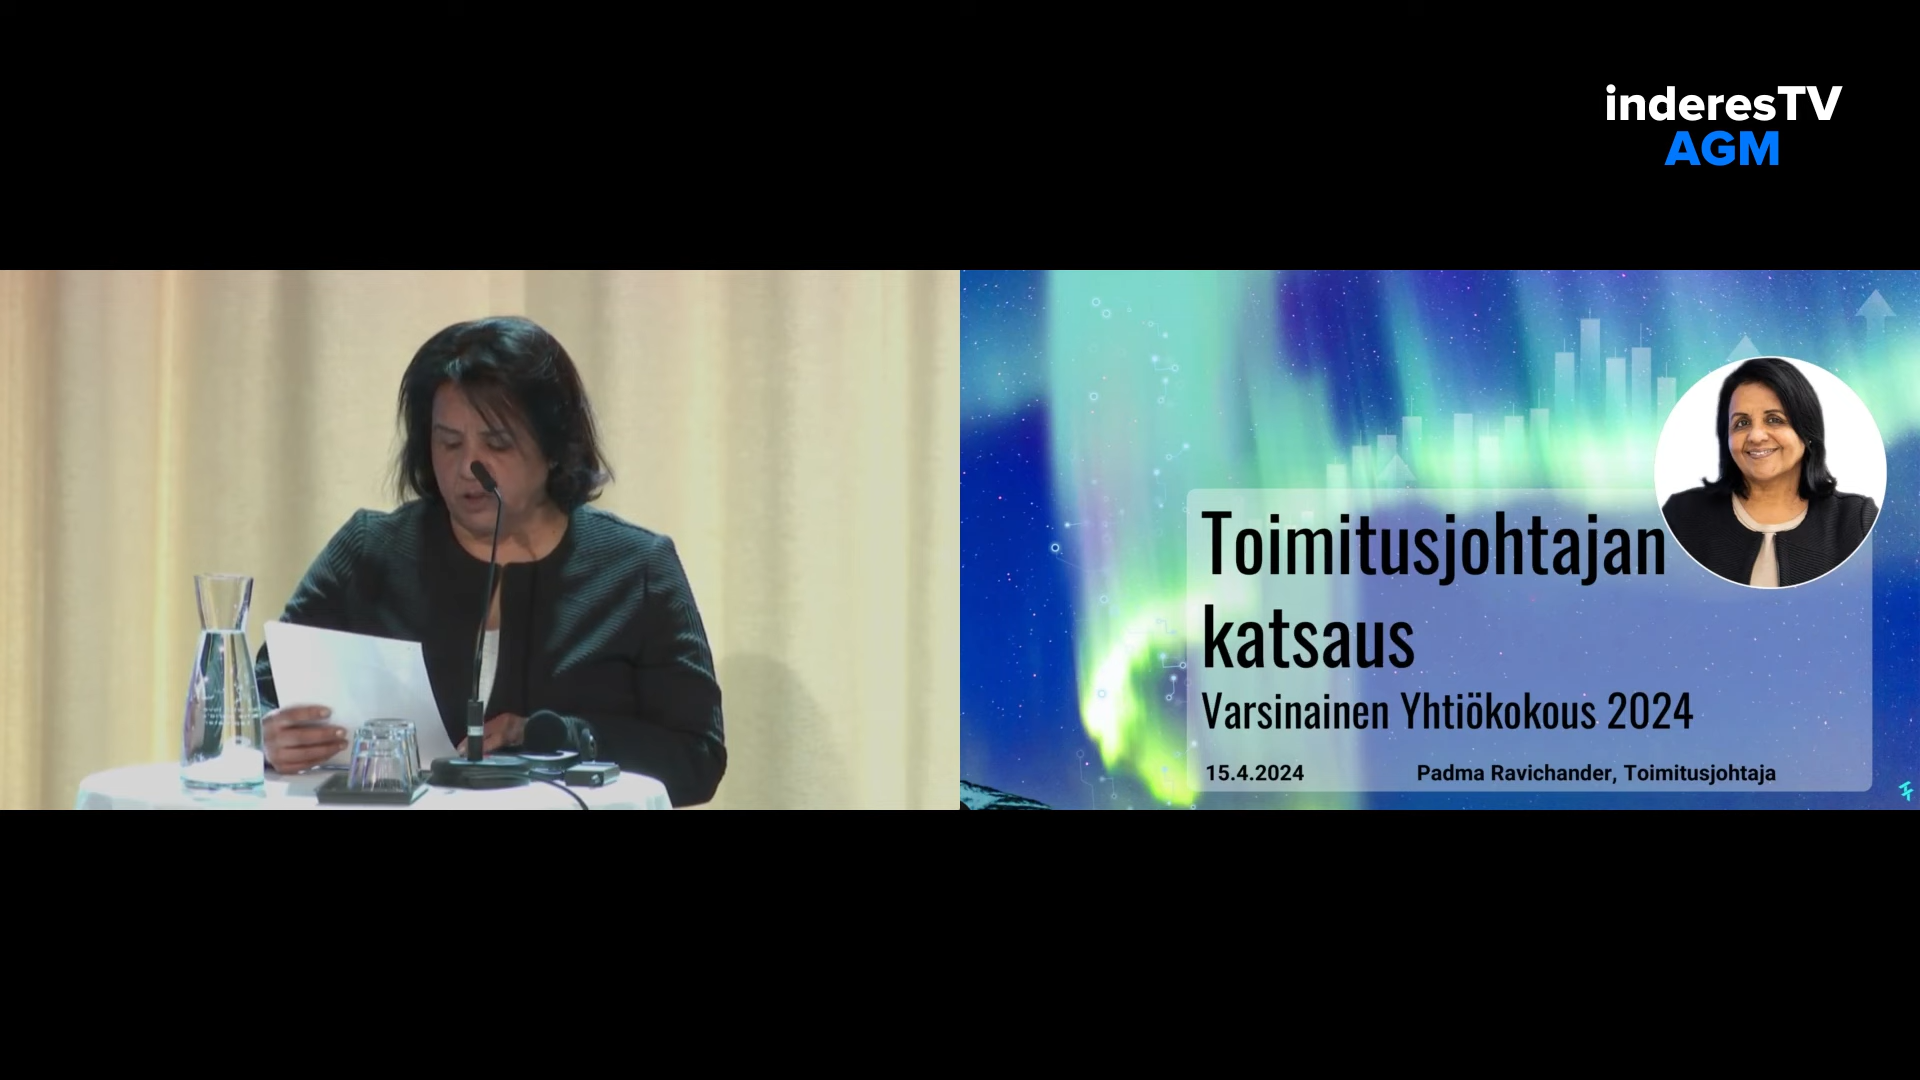 inderesTV
AGM
Toimitusjohtajan
katsaus
Varsinainen Yhtiökokous 2024
15.4.2024
Padma Ravichander, Toimitusjohtaja